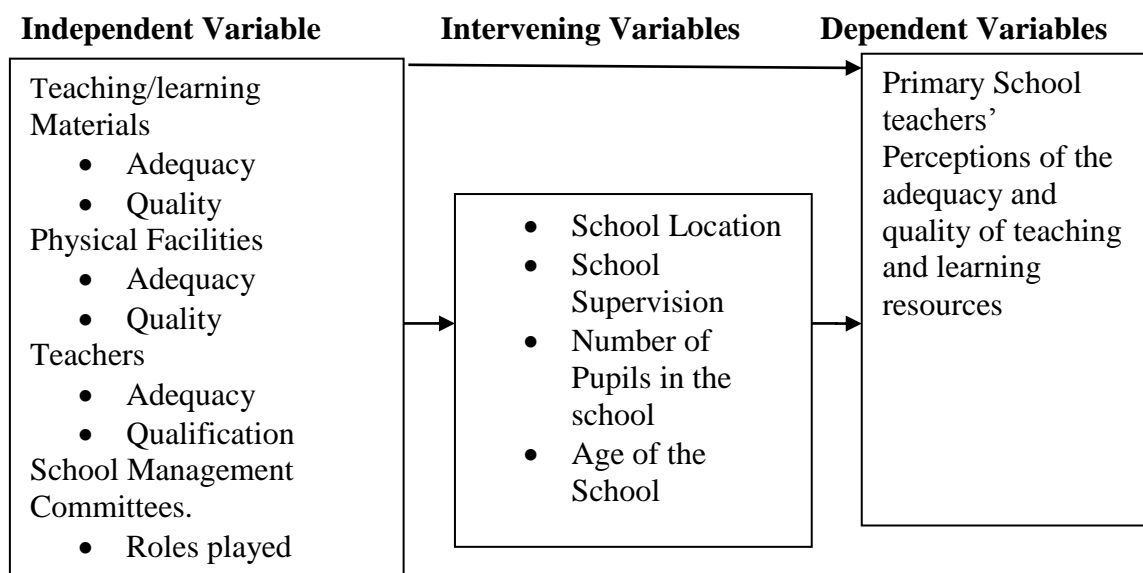 Independent Variable
Intervening Variables
Dependent Variables
Teaching/learning
Materials
• Adequacy
• Quality
Physical Facilities
• Adequacy
• Quality
Teachers
• Adequacy
• Qualification
School Management
Committees.
• Roles played
• School Location
• School
Supervision
• Number of
Pupils in the
school
• Age of the
School
Primary School
teachers’
Perceptions of the
adequacy and
quality of teaching
and learning
resources